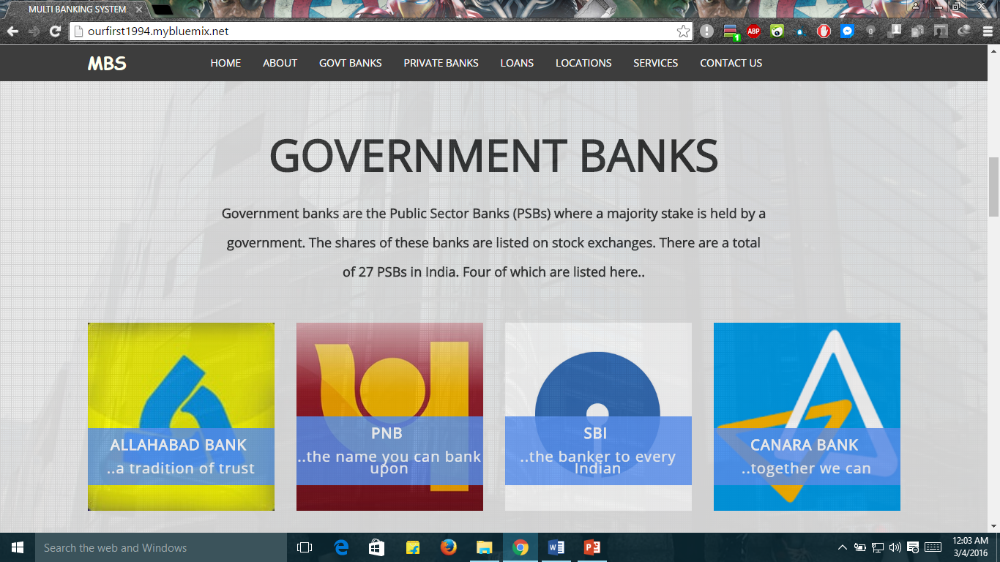 MULTI BANKING SYSTEM
ourfirst1994.mybluemix.net
1
ABP
0
MBS
HOME ABOUT GOVT BANKS PRIVATE BANKS LOANS LOCATIONS SERVICES CONTACT US
GOVERNMENT BANKS
Government banks are the Public Sector Banks (PSBs) where a majority stake is held by a
government. The shares of these banks are listed on stock exchanges. There are a total
of 27 PSBs in India. Four of which are listed here..
ALLAHABAD BANK
..a tradition of trust
PNB
..the name you can bank
upon
SBI
..the banker to every
Indian
CANARA BANK
..together we can
Search the web and Windows
12:03 AM
3/4/2016